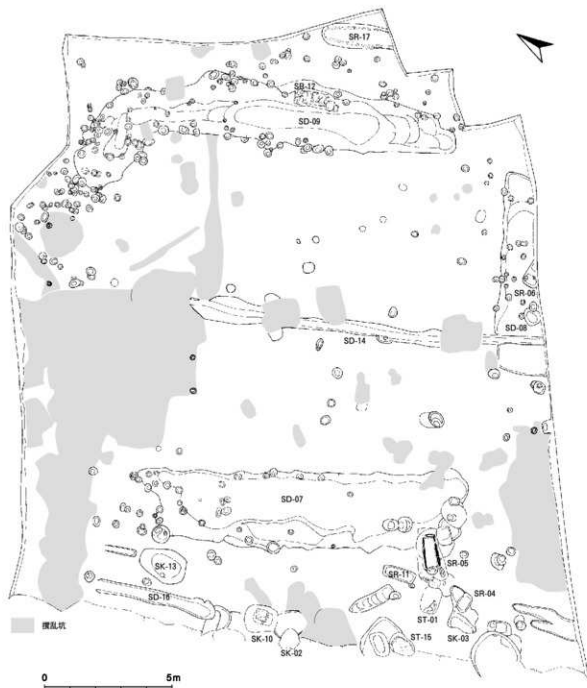 SR-17
SB-12
SD-09
SR-06
SD-08
SD-14
SD-07
SK-13
SR-05
SR-11
SR-04
SD-16
ST-01
SK-10
ST-15
SK-03
SK-02
擾乱坑
0
5m